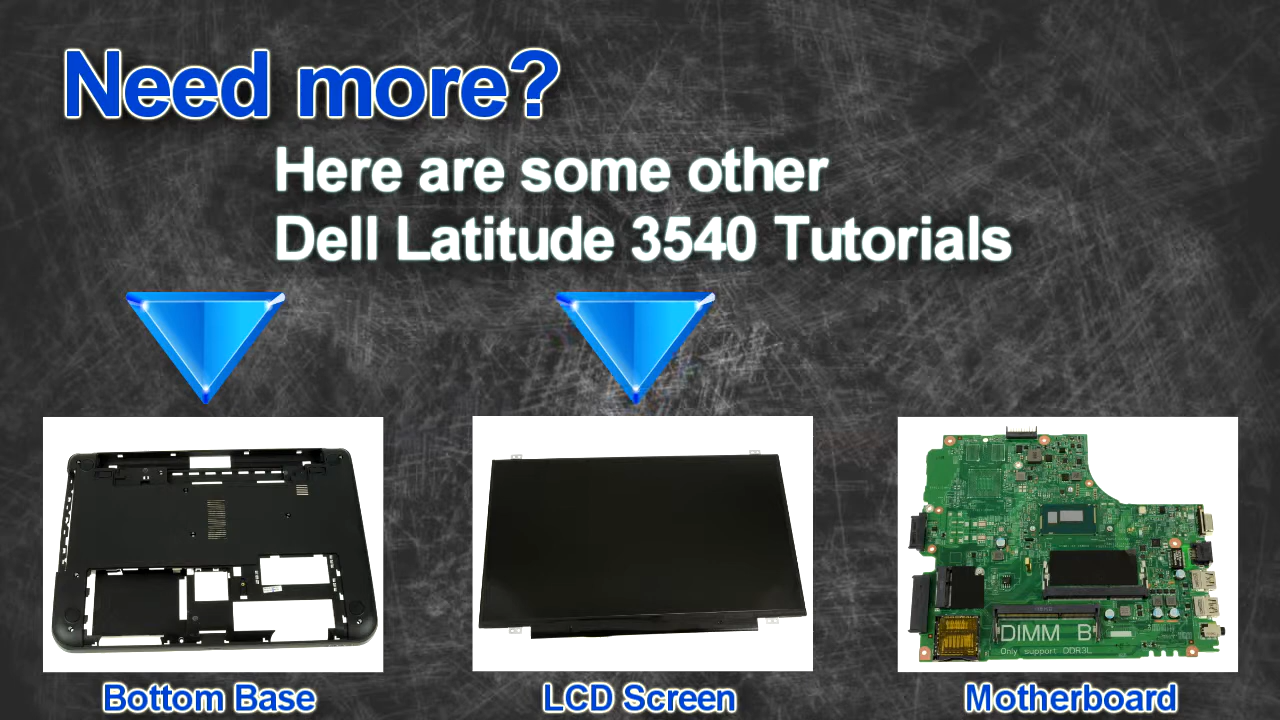 Need more?
Here are some other
Dell Latitude 3540 Tutorials
DIMM B
Only support DDR3L
Bottom Base
LCD Screen
Motherboard